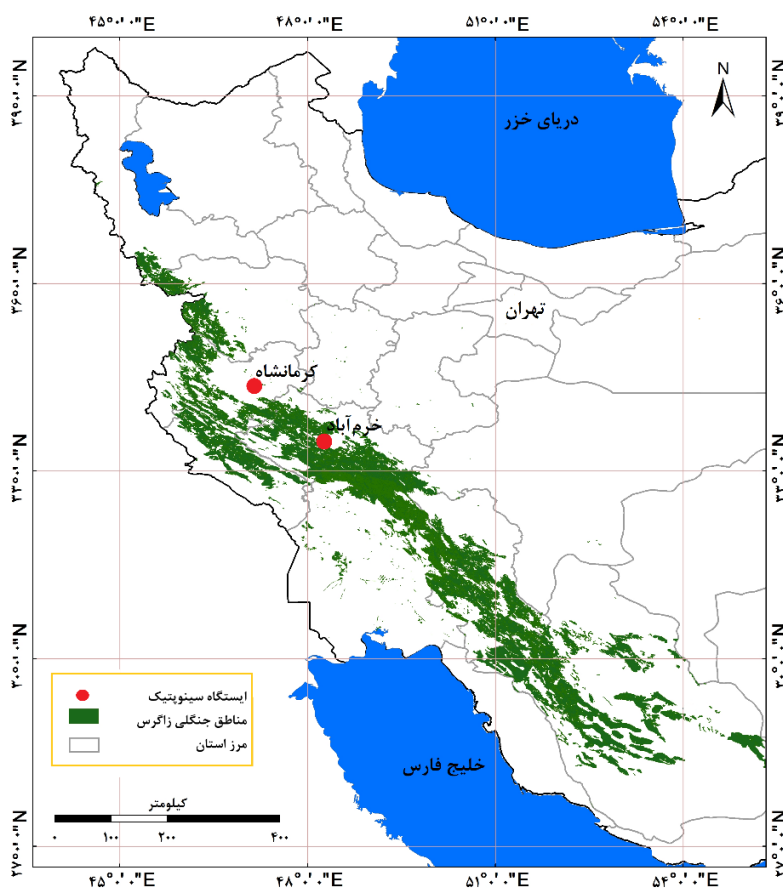 ۴۵°۰'۰"E ۴۸°۰'۰"E ۵۱°۰'۰"E ۵۴°۰'۰"E
N
۳۹°۰'۰"N ۳۹°۰'۰"N
دریای خزر
۳۶°۰'۰"N ۳۶°۰'۰"N
تهران
کرمانشاه
خرم‌آباد
۳۳°۰'۰"N ۳۳°۰'۰"N
۳۰°۰'۰"N ۳۰°۰'۰"N
ایستگاه سینوپتیک
مناطق جنگلی زاگرس
مرز استان
خلیج فارس
کیلومتر
۰ ۱۰۰ ۲۰۰ ۴۰۰
۲۷°۰'۰"N ۲۷°۰'۰"N
۴۵°۰'۰"E ۴۸°۰'۰"E ۵۱°۰'۰"E ۵۴°۰'۰"E